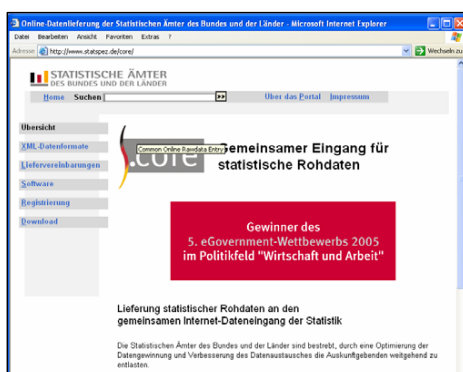 Online-Datenlieferung der Statistischen Ämter des Bundes und der Länder - Microsoft Internet Explorer
Datei Bearbeiten Ansicht Favoriten Extras ?
Adresse http://www.statspez.de/core/ Wechseln zu
STATISTISCHE ÄMTER
DES BUNDES UND DER LÄNDER
Home Suchen Über das Portal Impressum
Übersicht
XML-Datenformate
Liefervereinbarungen
Software
Registrierung
Download
.core
Common Online Rawdata Entry
Gemeinsamer Eingang für
statistische Rohdaten
Gewinner des
5. eGovernment-Wettbewerbs 2005
im Politikfeld "Wirtschaft und Arbeit"
Lieferung statistischer Rohdaten an den
gemeinsamen Internet-Dateneingang der Statistik
Die Statistischen Ämter des Bundes und der Länder sind bestrebt, durch eine Optimierung der
Datengewinnung und Verbesserung des Datenaustausches die Auskunftgebenden weitgehend zu
entlasten.